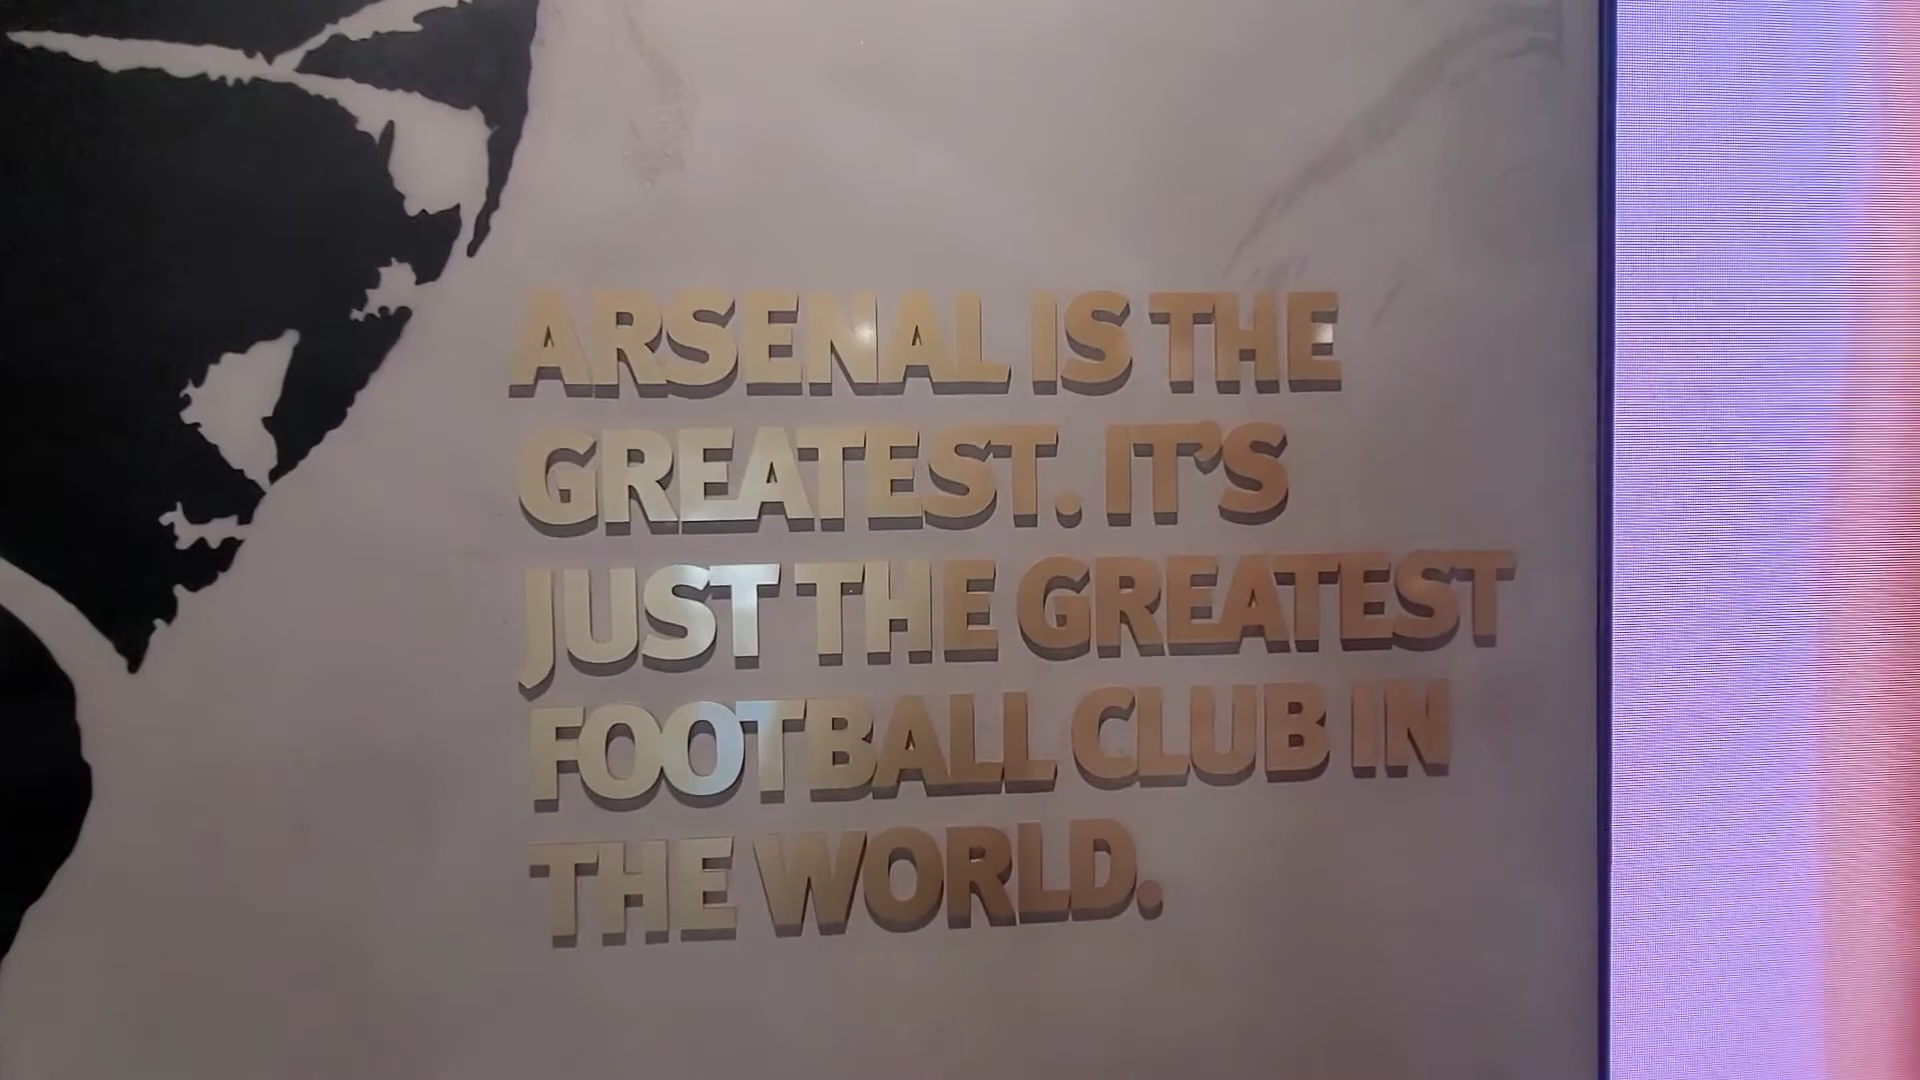 ARSENAL IS THE
GREATEST. IT'S
JUST THE GREATEST
FOOTBALL CLUB IN
THE WORLD.